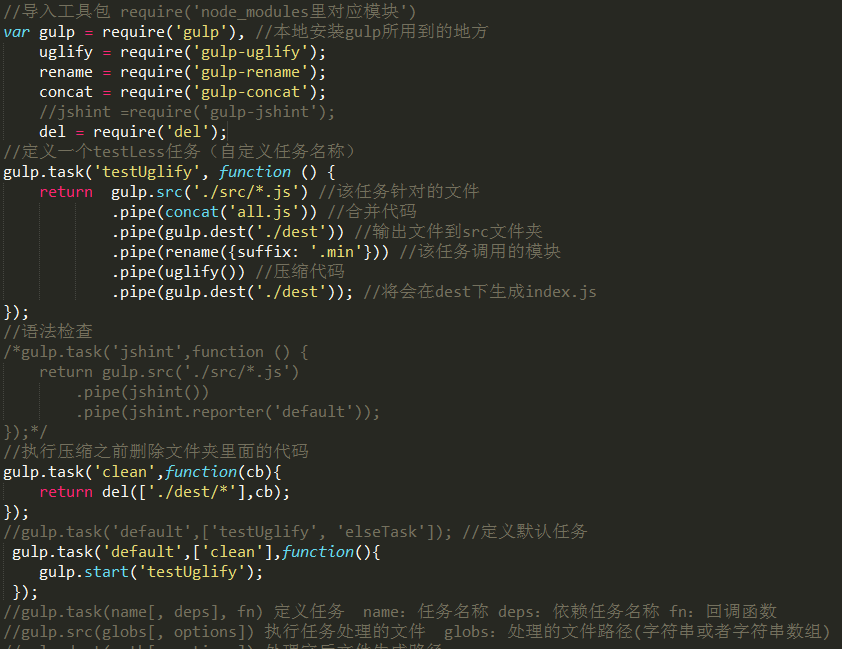 //导入工具包 require('node_modules里对应模块')
var gulp = require('gulp'), //本地安装gulp所用到的地方
    uglify = require('gulp-uglify');
    rename = require('gulp-rename');
    concat = require('gulp-concat');
    //jshint =require('gulp-jshint');
    del = require('del');
//定义一个testLess任务（自定义任务名称）
gulp.task('testUglify', function () {
    return  gulp.src('./src/*.js') //该任务针对的文件
            .pipe(concat('all.js')) //合并代码
            .pipe(gulp.dest('./dest')) //输出文件到src文件夹
            .pipe(rename({suffix: '.min'})) //该任务调用的模块
            .pipe(uglify()) //压缩代码
            .pipe(gulp.dest('./dest')); //将会在dest下生成index.js
});
//语法检查
/*gulp.task('jshint',function () {
    return gulp.src('./src/*.js')
        .pipe(jshint())
        .pipe(jshint.reporter('default'));
});*/
//执行压缩之前删除文件夹里面的代码
gulp.task('clean',function(cb){
    return del(['./dest/*'],cb);
});
//gulp.task('default',['testUglify', 'elseTask']); //定义默认任务
 gulp.task('default',['clean'],function(){
    gulp.start('testUglify');
 });
//gulp.task(name[, deps], fn) 定义任务  name：任务名称 deps：依赖任务名称 fn：回调函数
//gulp.src(globs[, options]) 执行任务处理的文件  globs：处理的文件路径(字符串或者字符串数组)